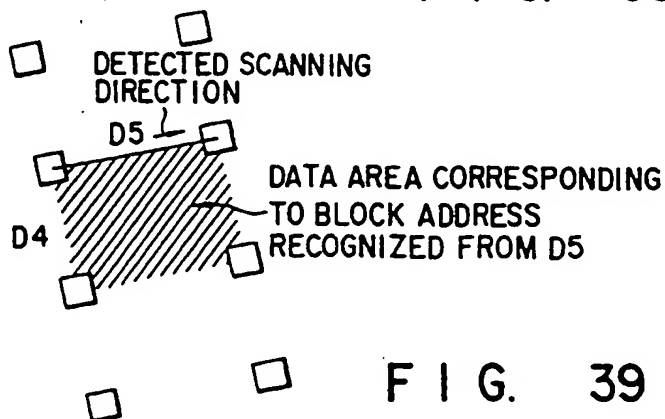 DETECTED SCANNING
DIRECTION
D5
DATA AREA CORRESPONDING
D4
TO BLOCK ADDRESS
RECOGNIZED FROM D5
FIG. 39